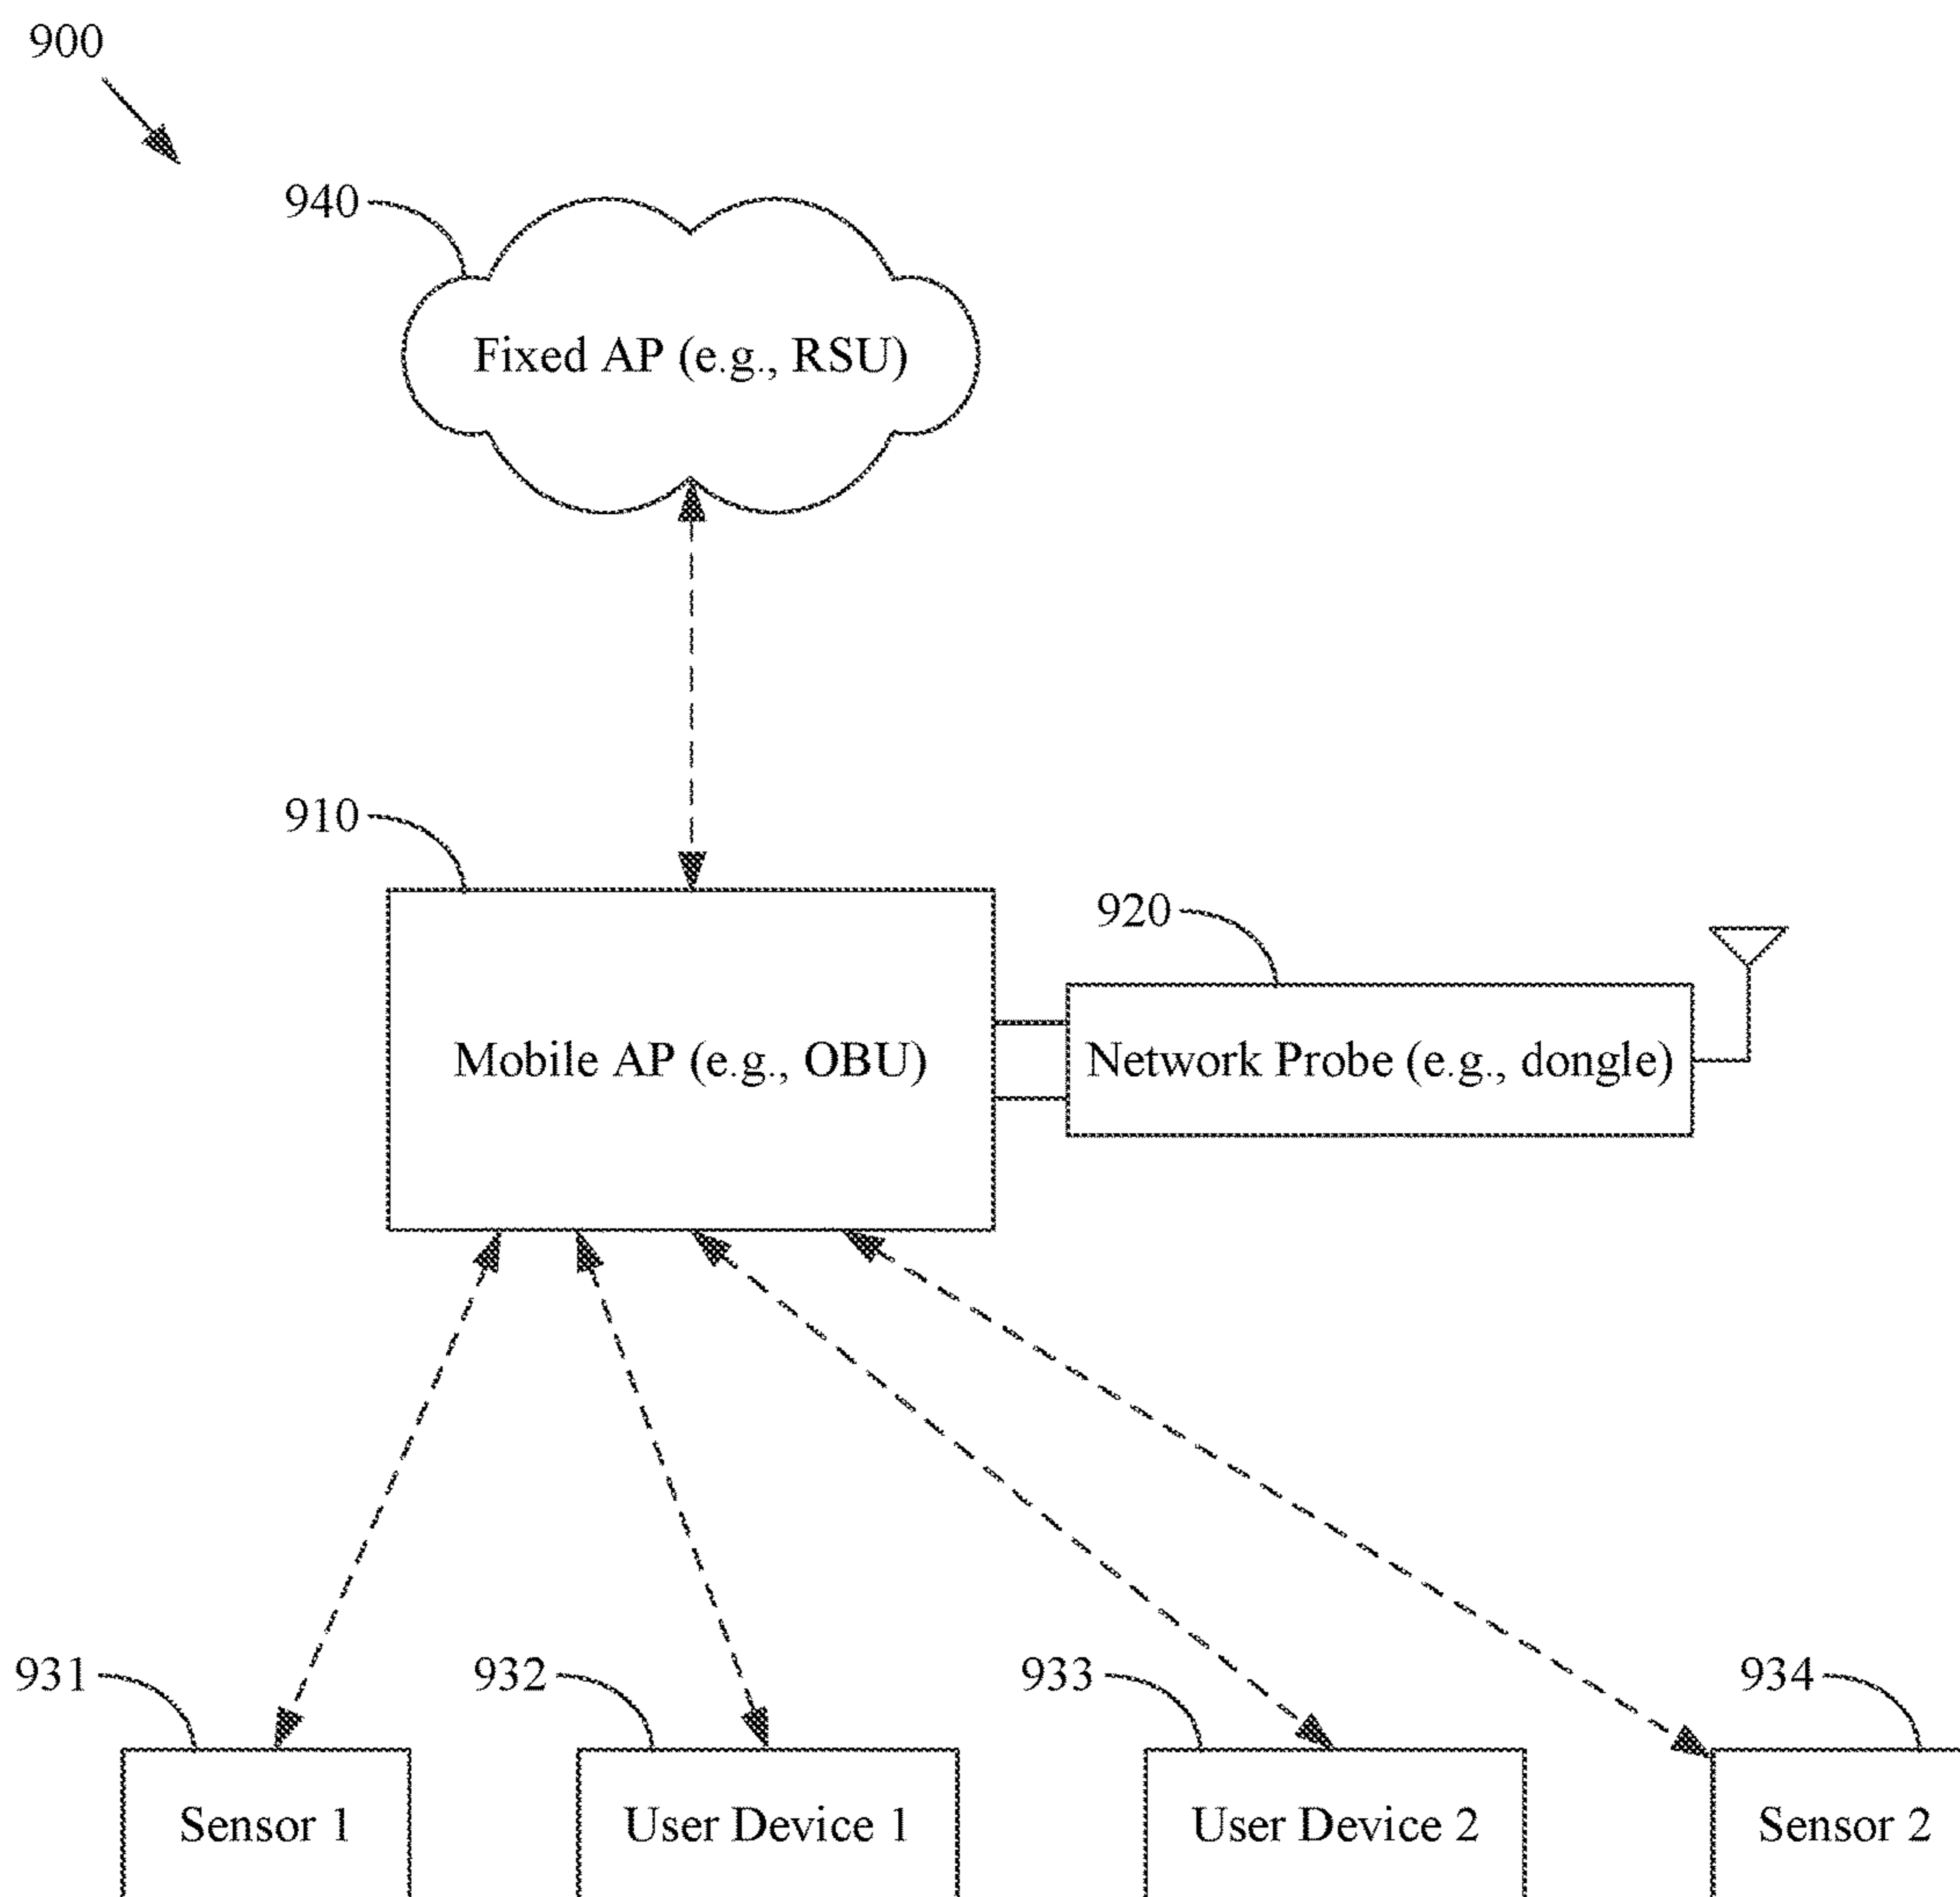 900
940
Fixed AP (e.g., RSU)
910
920
Mobile AP (e.g., OBU)
Network Probe (e.g., dongle)
931
932
933
934
Sensor 1
User Device 1
User Device 2
Sensor 2